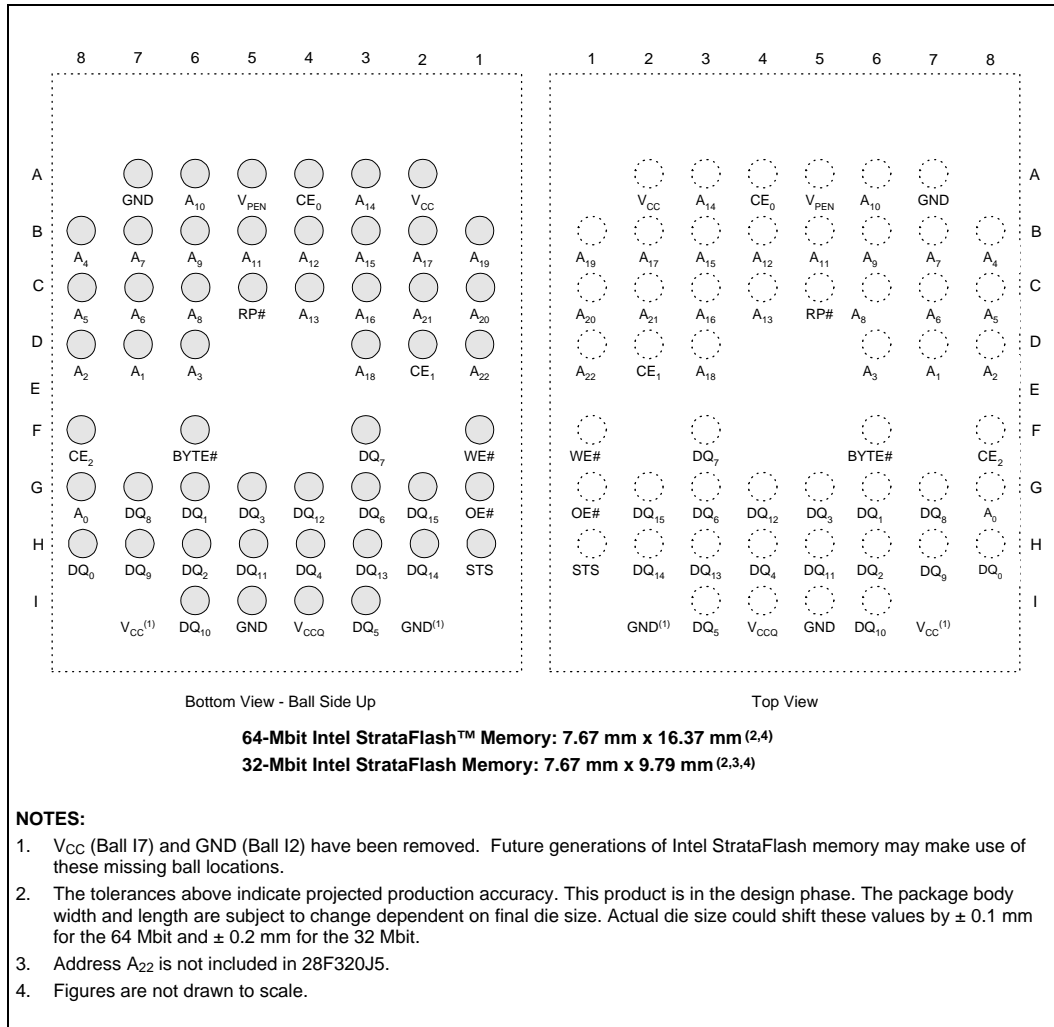 8 7 6 5 4 3 2 1 1 2 3 4 5 6 7 8
A A
GND A10 VPEN CE0 A14 VCC VCC A14 CE0 VPEN A10 GND
B B
A4 A7 A9 A11 A12 A15 A17 A19 A19 A17 A15 A12 A11 A9 A7 A4
C C
A5 A6 A8 RP# A13 A16 A21 A20 A20 A21 A16 A13 RP# A8 A6 A5
D D
A2 A1 A3 A18 CE1 A22 A22 CE1 A18 A3 A1 A2
E E
F F
CE2 BYTE# DQ7 WE# WE# DQ7 BYTE# CE2
G G
A0 DQ8 DQ1 DQ3 DQ12 DQ6 DQ15 OE# OE# DQ15 DQ6 DQ12 DQ3 DQ1 DQ8 A0
H H
DQ0 DQ9 DQ2 DQ11 DQ4 DQ13 DQ14 STS STS DQ14 DQ13 DQ4 DQ11 DQ2 DQ9 DQ0
I I
VCC(1) DQ10 GND VCCQ DQ5 GND(1) GND(1) DQ5 VCCQ GND DQ10 VCC(1)
Bottom View - Ball Side Up Top View
64-Mbit Intel StrataFlash™ Memory: 7.67 mm x 16.37 mm (2,4)
32-Mbit Intel StrataFlash Memory: 7.67 mm x 9.79 mm (2,3,4)
NOTES:
1. VCC (Ball I7) and GND (Ball I2) have been removed. Future generations of Intel StrataFlash memory may make use of
these missing ball locations.
2. The tolerances above indicate projected production accuracy. This product is in the design phase. The package body
width and length are subject to change dependent on final die size. Actual die size could shift these values by ± 0.1 mm
for the 64 Mbit and ± 0.2 mm for the 32 Mbit.
3. Address A22 is not included in 28F320J5.
4. Figures are not drawn to scale.